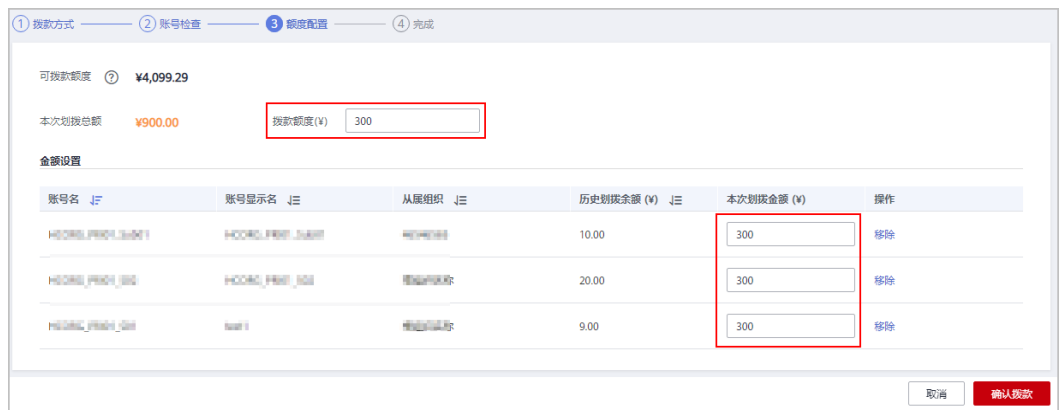 1 拨款方式 2 账号检查 3 额度配置 4 完成
可拨款额度 ? ¥4,099.29
本次划拨总额 ¥900.00 拨款额度(¥) 300
金额设置
账号名 账号显示名 从属组织 历史划拨余额 (¥) 本次划拨金额 (¥) 操作
10.00 300 移除
20.00 300 移除
9.00 300 移除
取消 确认拨款